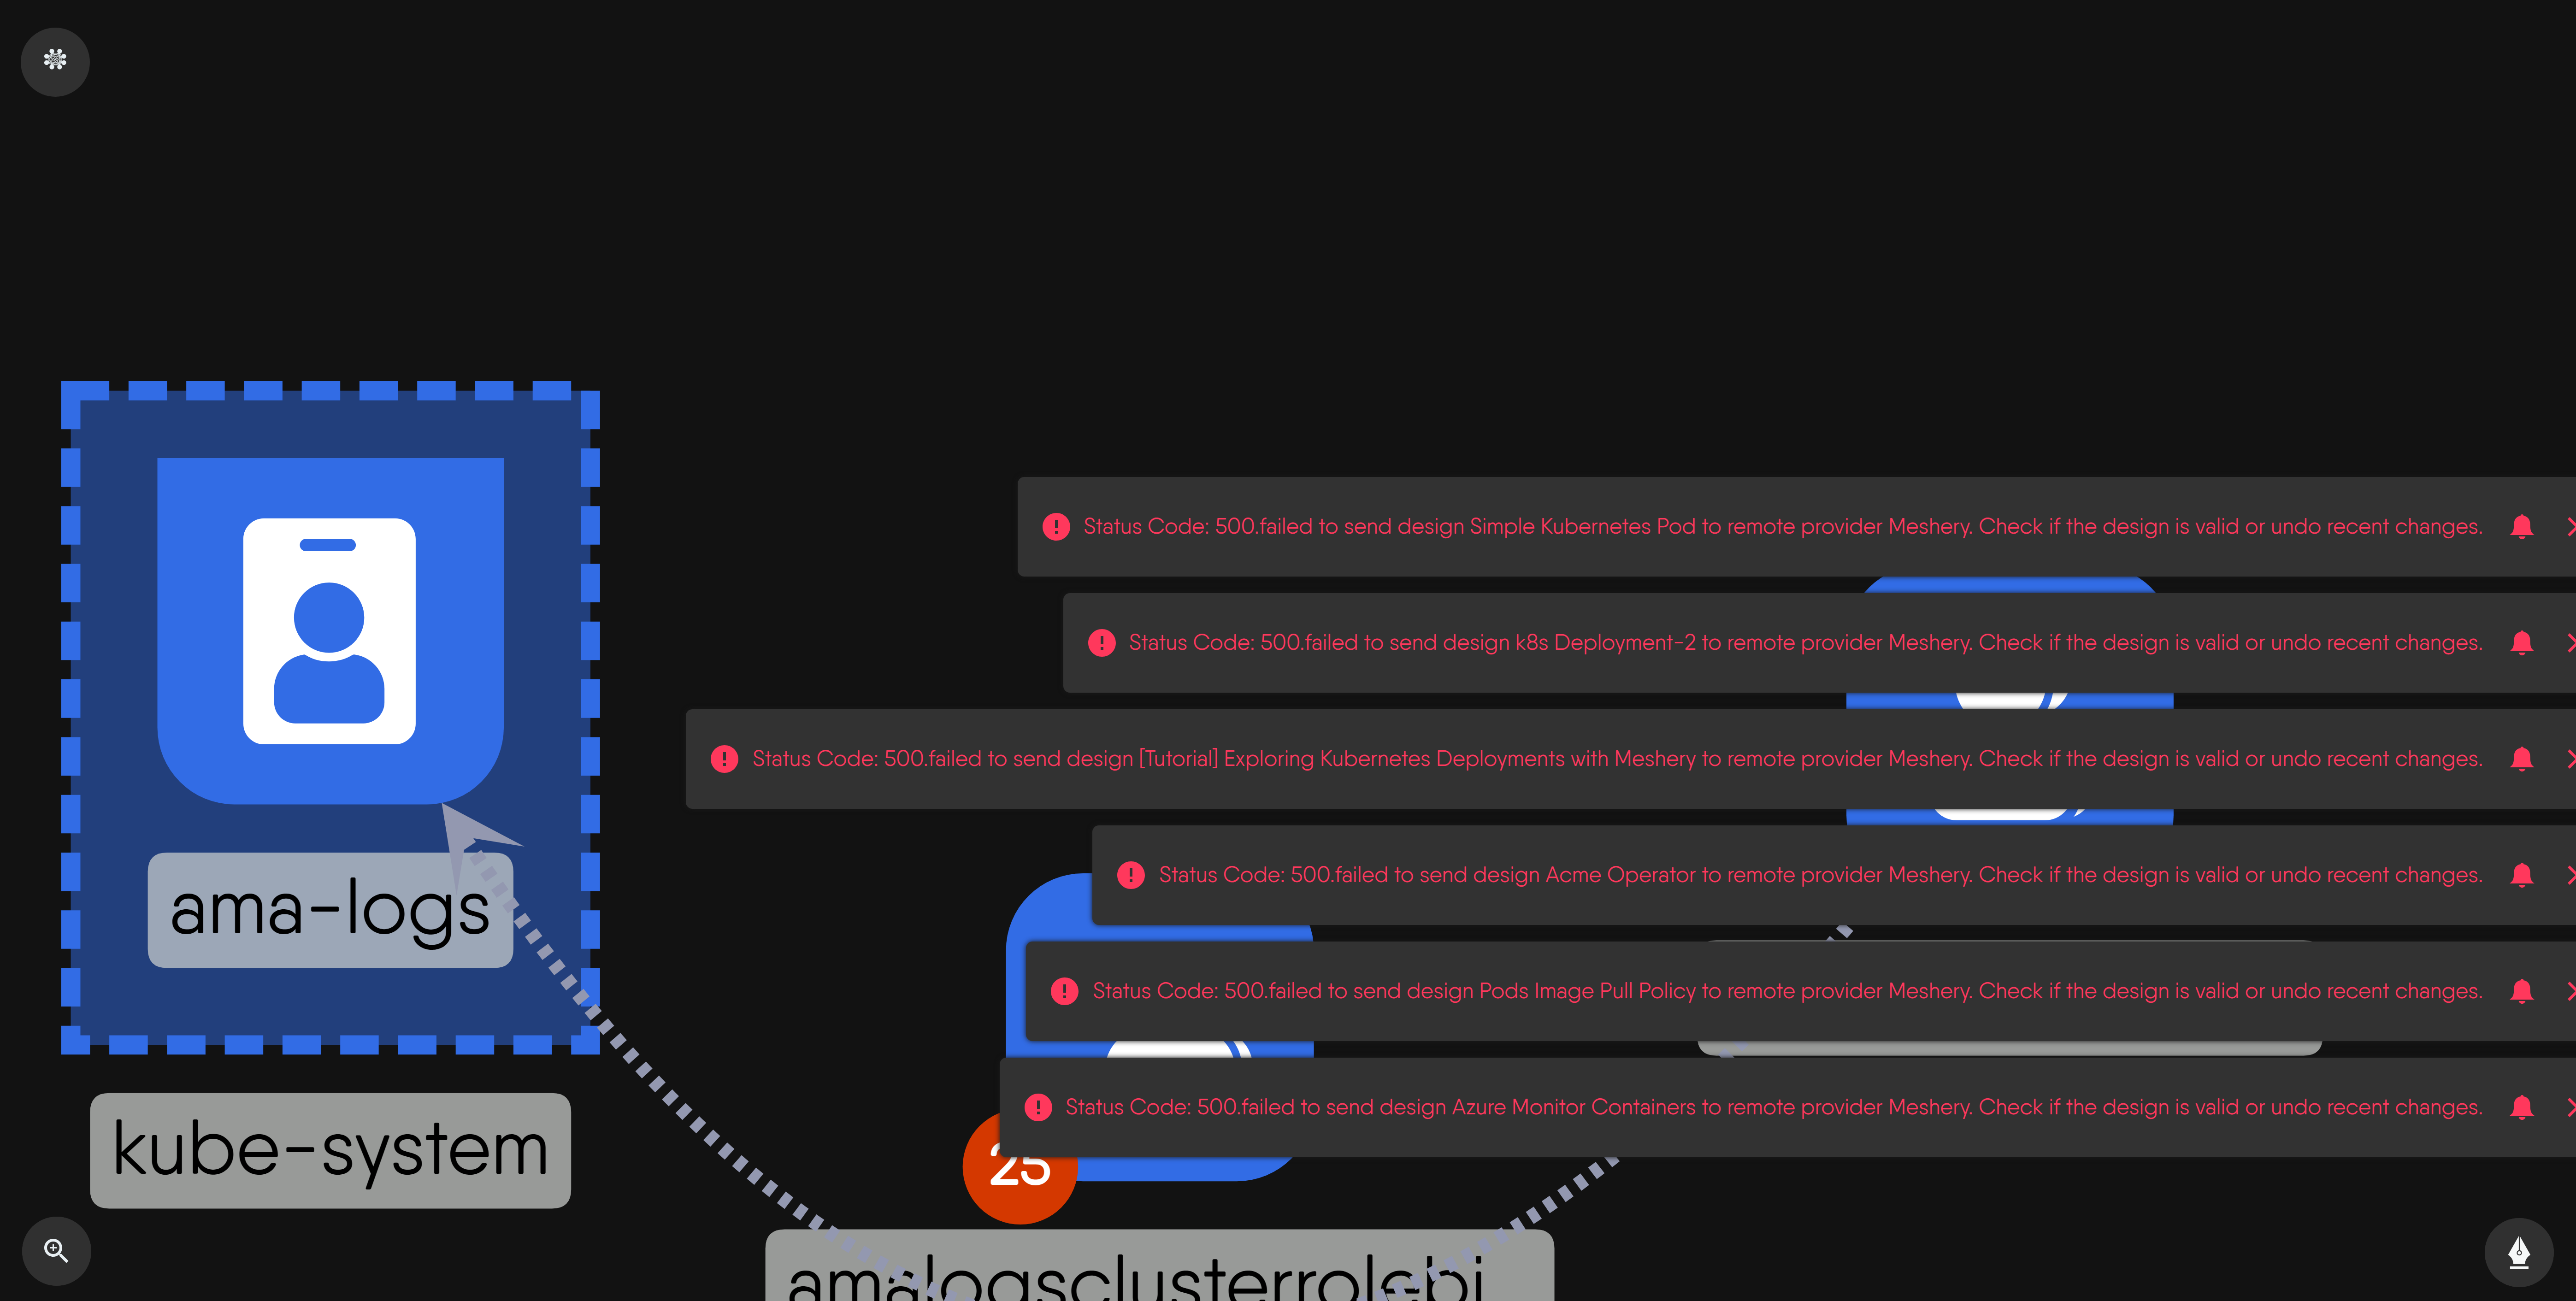 Status Code: 500.failed to send design Simple Kubernetes Pod to remote provider Meshery. Check if the design is valid or undo recent changes.
Status Code: 500.failed to send design k8s Deployment-2 to remote provider Meshery. Check if the design is valid or undo recent changes.
Status Code: 500.failed to send design [Tutorial] Exploring Kubernetes Deployments with Meshery to remote provider Meshery. Check if the design is valid or undo recent changes.
Status Code: 500.failed to send design Acme Operator to remote provider Meshery. Check if the design is valid or undo recent changes.
ama-logs
Status Code: 500.failed to send design Pods Image Pull Policy to remote provider Meshery. Check if the design is valid or undo recent changes.
Status Code: 500.failed to send design Azure Monitor Containers to remote provider Meshery. Check if the design is valid or undo recent changes.
kube-system
25
amalogsclusterrolebi